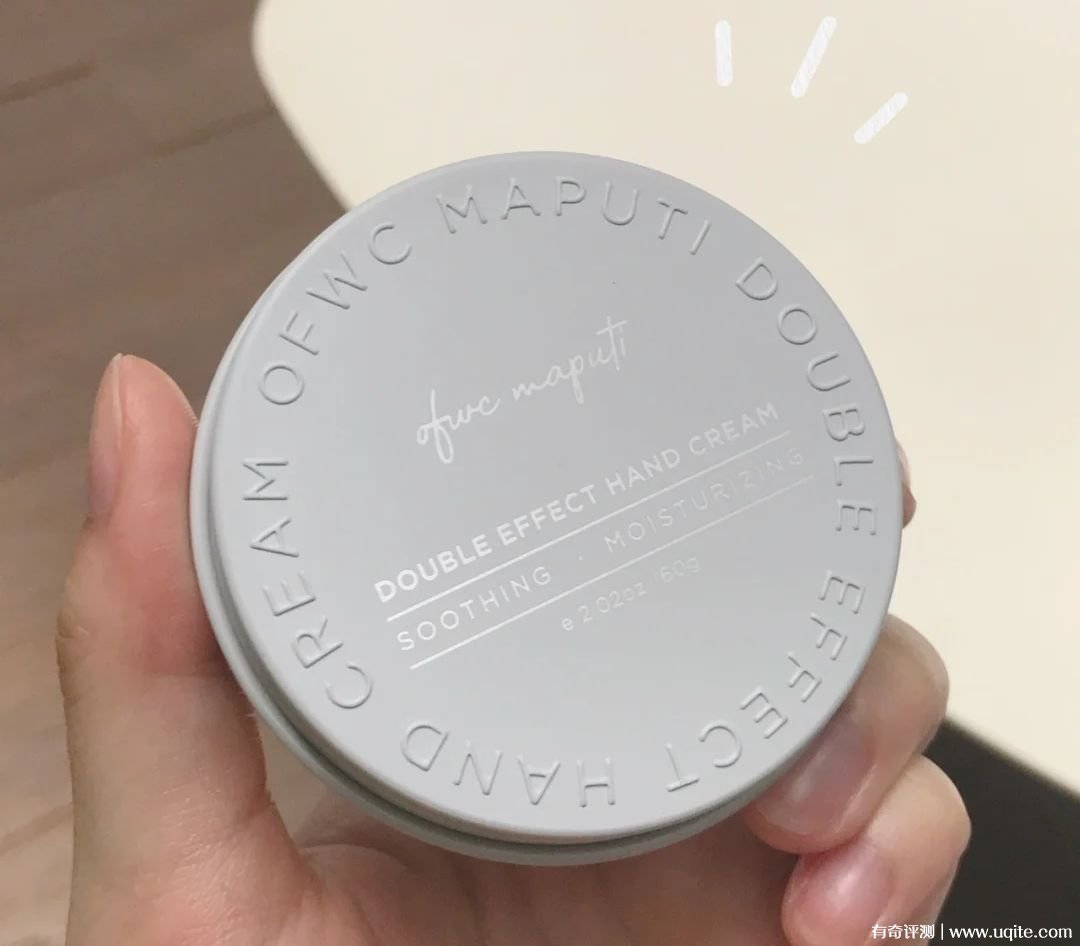 OFWC MAPUTI DOUBLE EFFECT HAND CREAM
ofwc maputi
DOUBLE EFFECT HAND CREAM
SOOTHING · MOISTURIZING
e 2.02oz /60g
有奇评测 | www.uqite.com